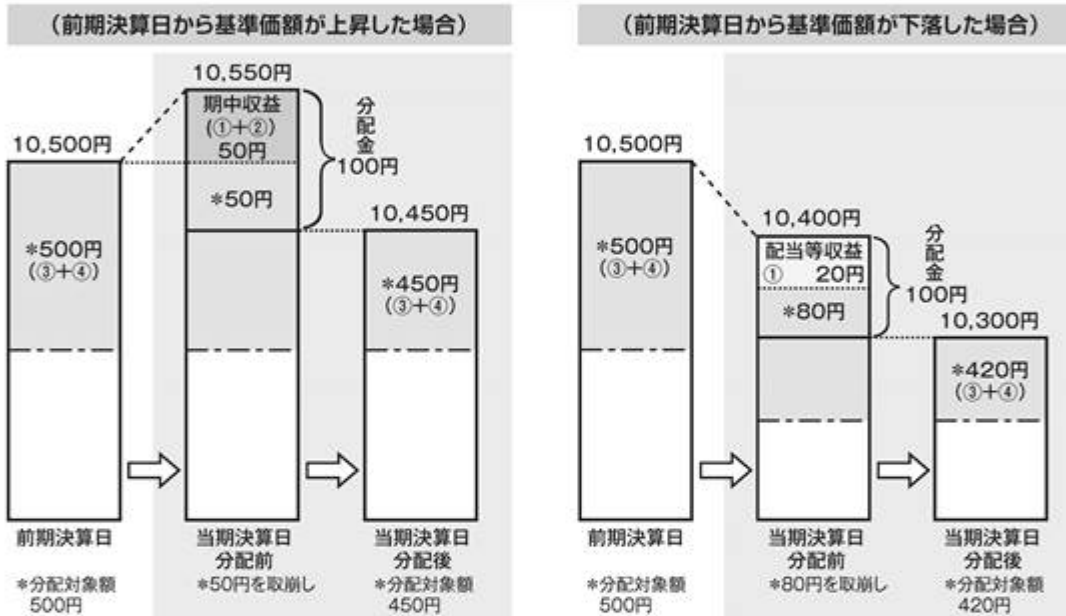 (前期決算日から基準価額が上昇した場合)
10,550円
期中収益
(①+②)
50円
*50円
分配金
100円
10,500円
*500円
(③+④)
10,450円
*450円
(③+④)
前期決算日
当期決算日
分配前
当期決算日
分配後
*分配対象額
500円
*50円を取崩し
*分配対象額
450円
(前期決算日から基準価額が下落した場合)
10,500円
*500円
(③+④)
10,400円
配当等収益
① 20円
*80円
分配金
100円
10,300円
*420円
(③+④)
前期決算日
当期決算日
分配前
当期決算日
分配後
*分配対象額
500円
*80円を取崩し
*分配対象額
420円